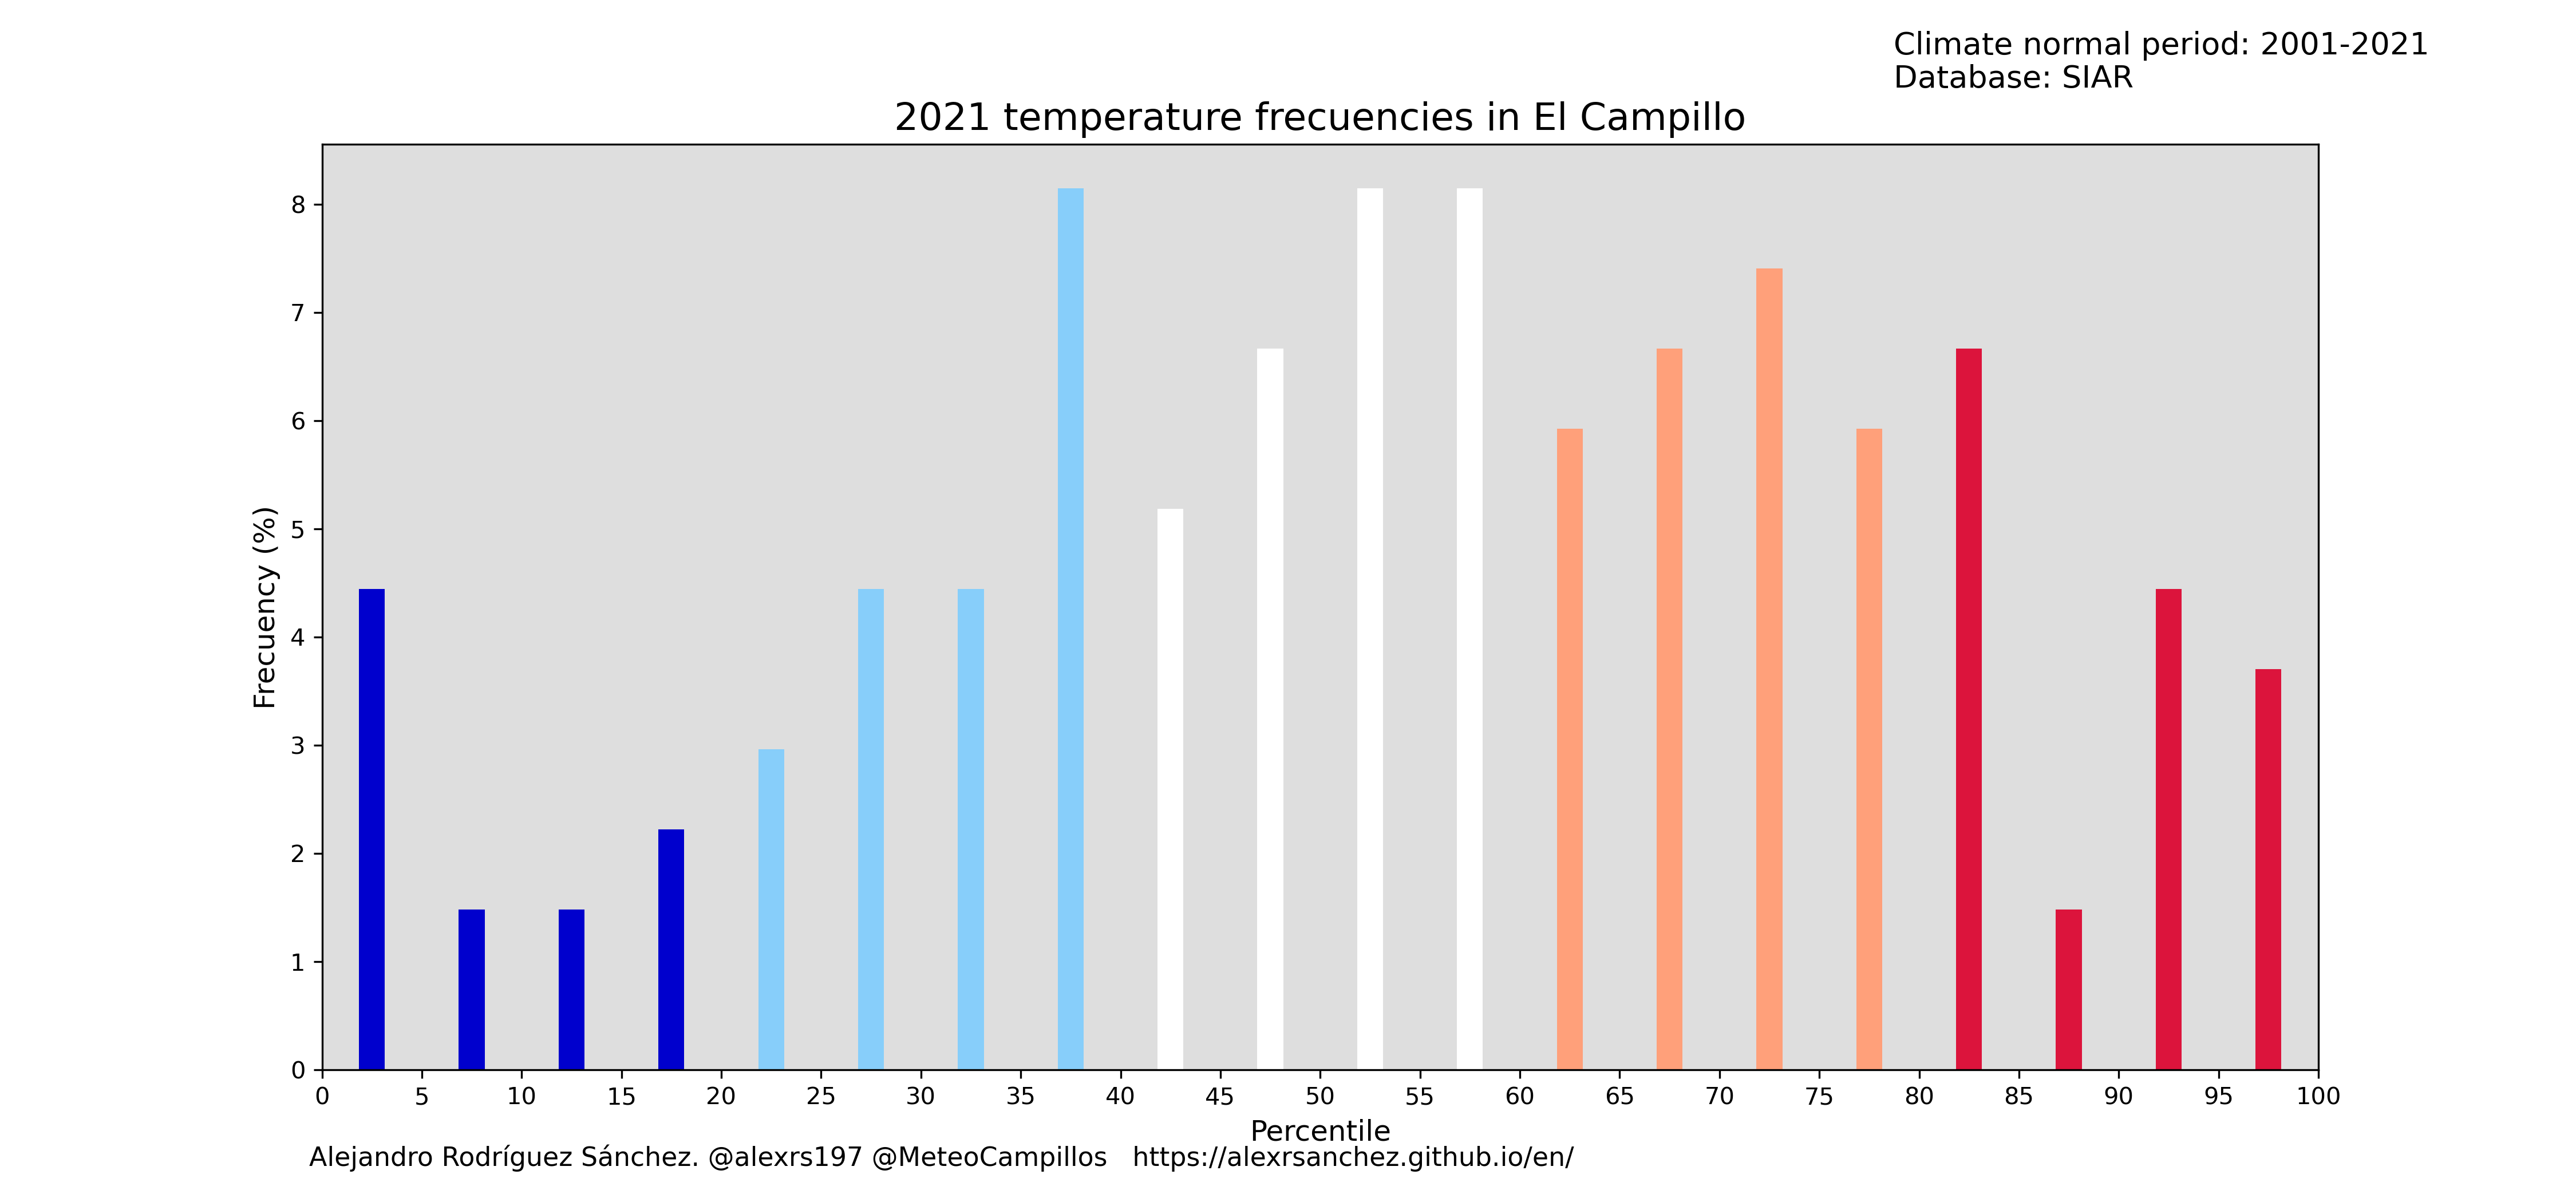 Climate normal period: 2001-2021
Database: SIAR
2021 temperature frecuencies in El Campillo
Frecuency (%)
8
7
6
5
4
3
2
1
0
0 5 10 15 20 25 30 35 40 45 50 55 60 65 70 75 80 85 90 95 100
Percentile
Alejandro Rodríguez Sánchez. @alexrs197 @MeteoCampillos https://alexrsanchez.github.io/en/